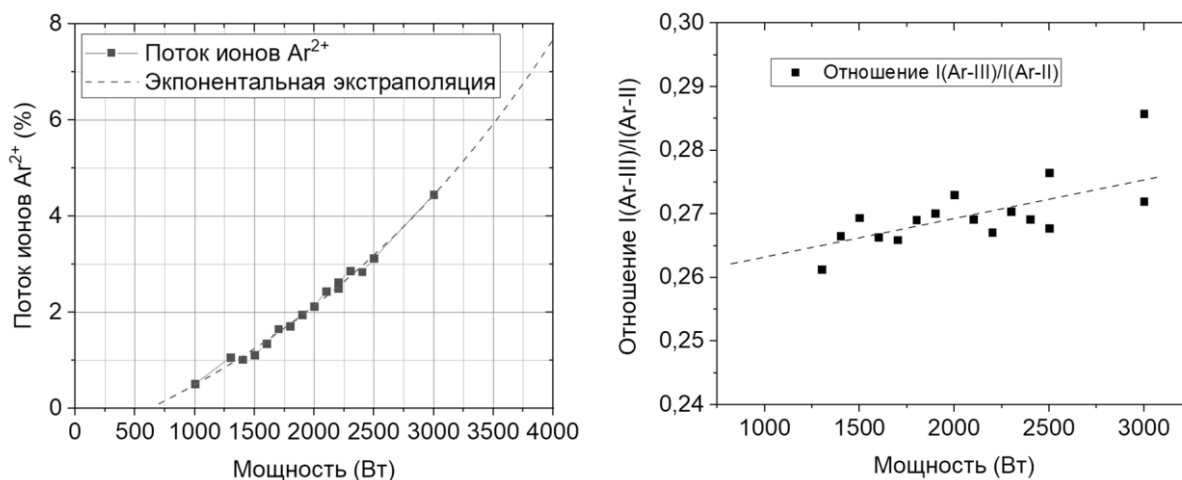 8
6
4
2
0
Поток ионов Ar²⁺ (%)
Поток ионов Ar²⁺
Экпонентальная экстраполяция
0 500 1000 1500 2000 2500 3000 3500 4000
Мощность (Вт)
0,30
0,29
0,28
0,27
0,26
0,25
0,24
Отношение I(Ar-III)/I(Ar-II)
Отношение I(Ar-III)/I(Ar-II)
1000 1500 2000 2500 3000
Мощность (Вт)